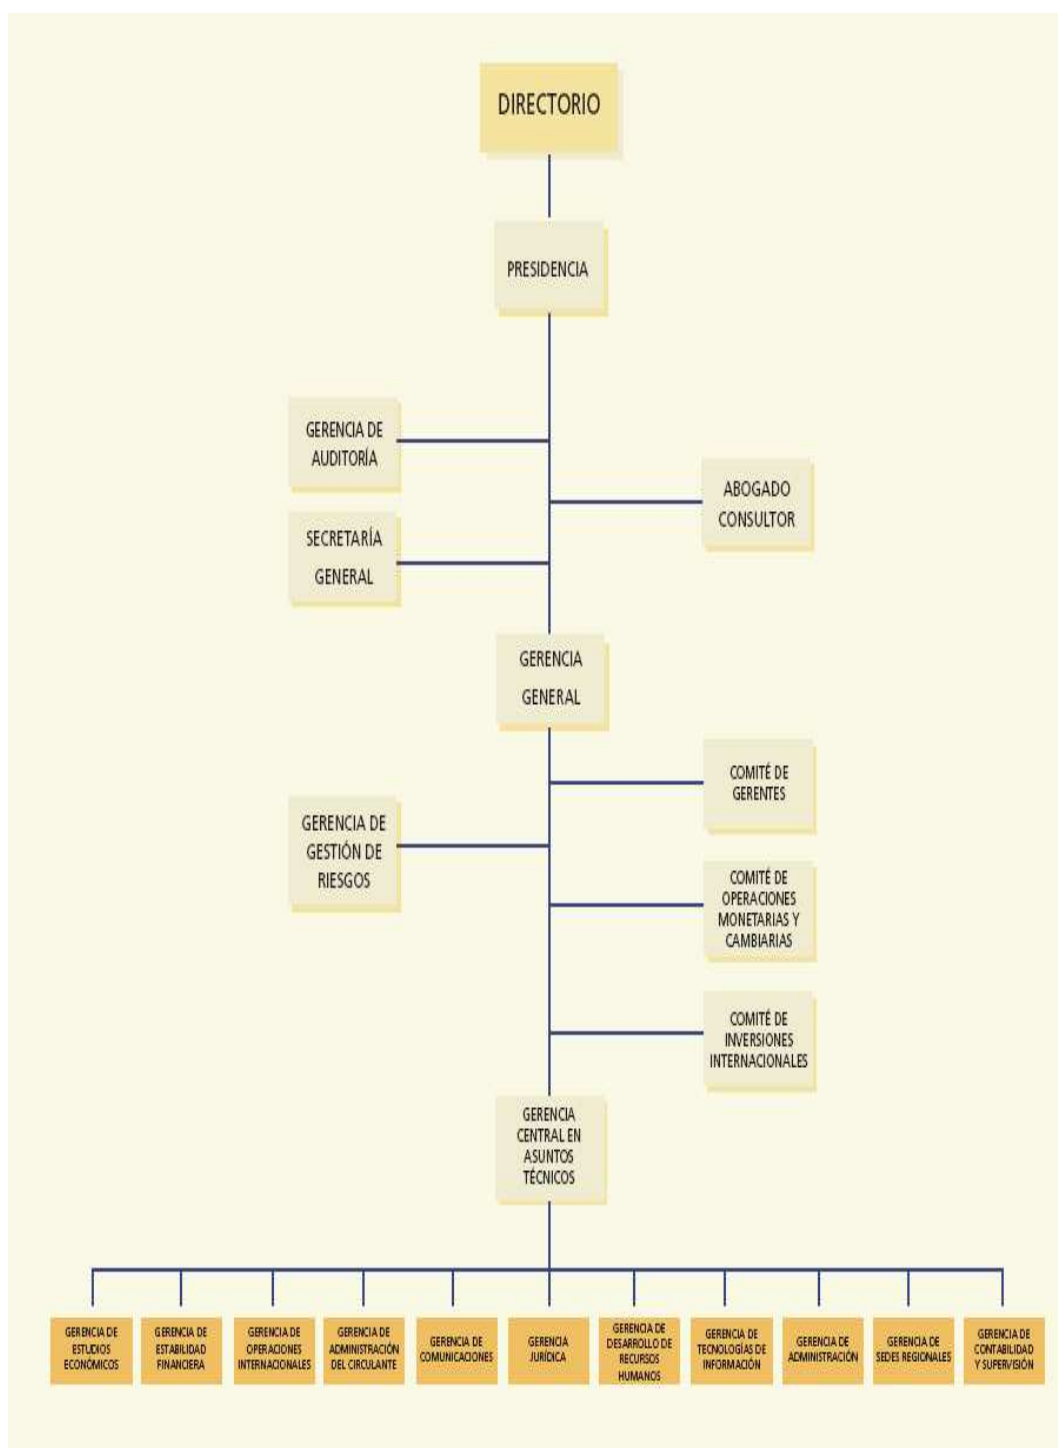 DIRECTORIO
PRESIDENCIA
GERENCIA DE
AUDITORÍA
ABOGADO
CONSULTOR
SECRETARÍA
GENERAL
GERENCIA
GENERAL
COMITÉ DE
GERENTES
GERENCIA DE
GESTIÓN DE
RIESGOS
COMITÉ DE
OPERACIONES
MONETARIAS Y
CAMBIARIAS
COMITÉ DE
INVERSIONES
INTERNACIONALES
GERENCIA
CENTRAL EN
ASUNTOS
TÉCNICOS
GERENCIA DE
ESTUDIOS
ECONÓMICOS
GERENCIA DE
ESTABILIDAD
FINANCIERA
GERENCIA DE
OPERACIONES
INTERNACIONALES
GERENCIA DE
ADMINISTRACIÓN
DEL CIRCULANTE
GERENCIA DE
COMUNICACIONES
GERENCIA
JURÍDICA
GERENCIA DE
DESARROLLO DE
RECURSOS
HUMANOS
GERENCIA DE
TECNOLOGÍAS DE
INFORMACIÓN
GERENCIA DE
ADMINISTRACIÓN
GERENCIA DE
SEDES REGIONALES
GERENCIA DE
CONTABILIDAD
Y SUPERVISIÓN